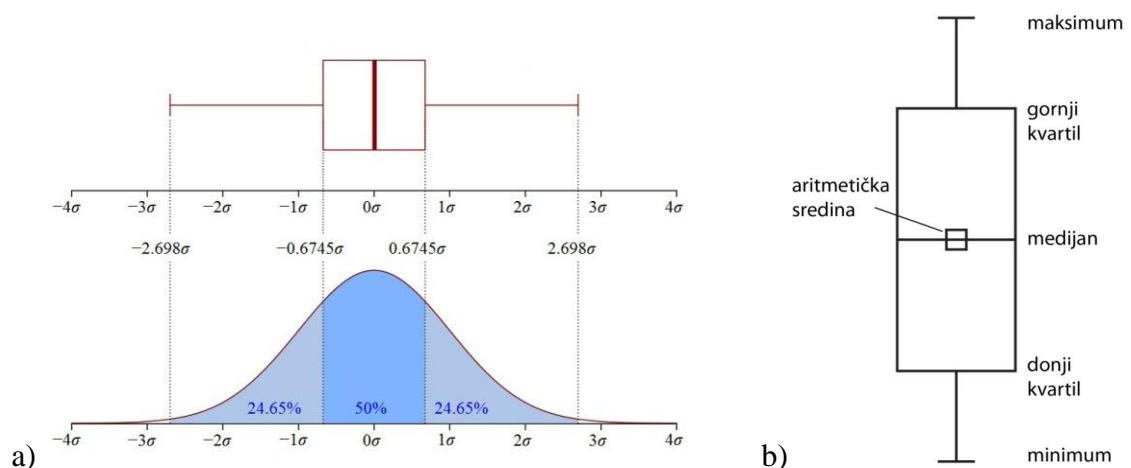 −4σ −3σ −2σ −1σ 0σ 1σ 2σ 3σ 4σ
−2.698σ −0.6745σ 0.6745σ 2.698σ
24.65% 50% 24.65%
−4σ −3σ −2σ −1σ 0σ 1σ 2σ 3σ 4σ
a)
maksimum
gornji
kvartil
aritmetička
sredina
medijan
donji
kvartil
minimum
b)